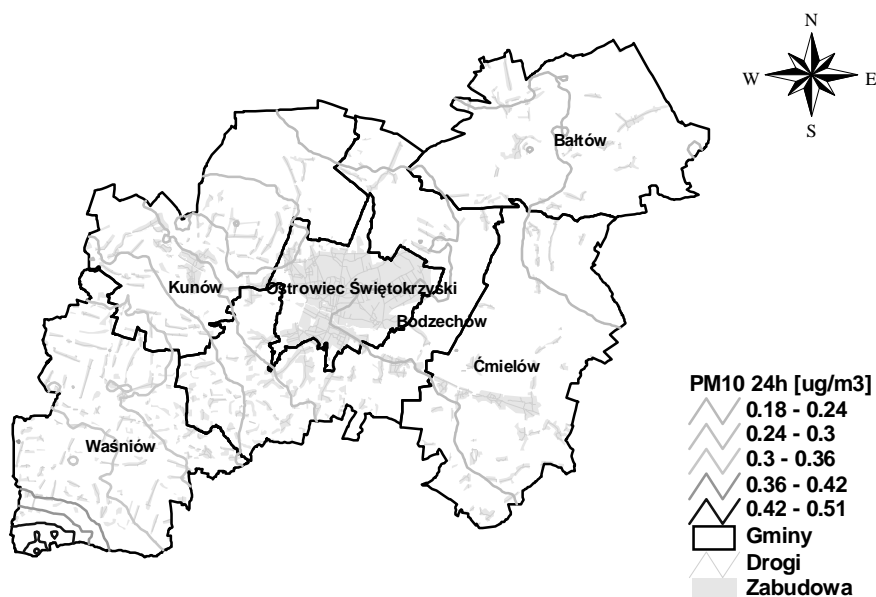 N
W E
S
Bałtów
Kunów
Ostrowiec Świętokrzyski
Bodzechów
Ćmielów
Waśniów
PM10 24h [ug/m3]
0.18 - 0.24
0.24 - 0.3
0.3 - 0.36
0.36 - 0.42
0.42 - 0.51
Gminy
Drogi
Zabudowa